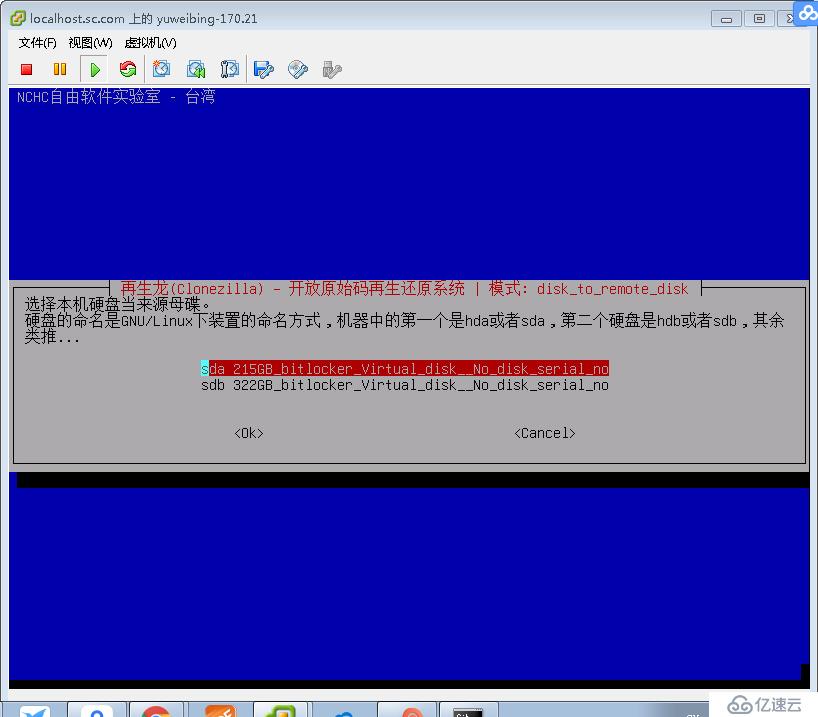 localhost.sc.com 上的 yuweibing-170.21
文件(F) 视图(W) 虚拟机(V)
NCHC自由软件实验室 - 台湾
再生龙(Clonezilla) - 开放原始码再生还原系统 | 模式: disk_to_remote_disk
选择本机硬盘当来源母碟。
硬盘的命名是GNU/Linux下装置的命名方式，机器中的第一个是hda或者sda，第二个硬盘是hdb或者sdb，其余
类推...
sda 215GB_bitlocker_Virtual_disk__No_disk_serial_no
sdb 322GB_bitlocker_Virtual_disk__No_disk_serial_no
<Ok> <Cancel>
亿速云